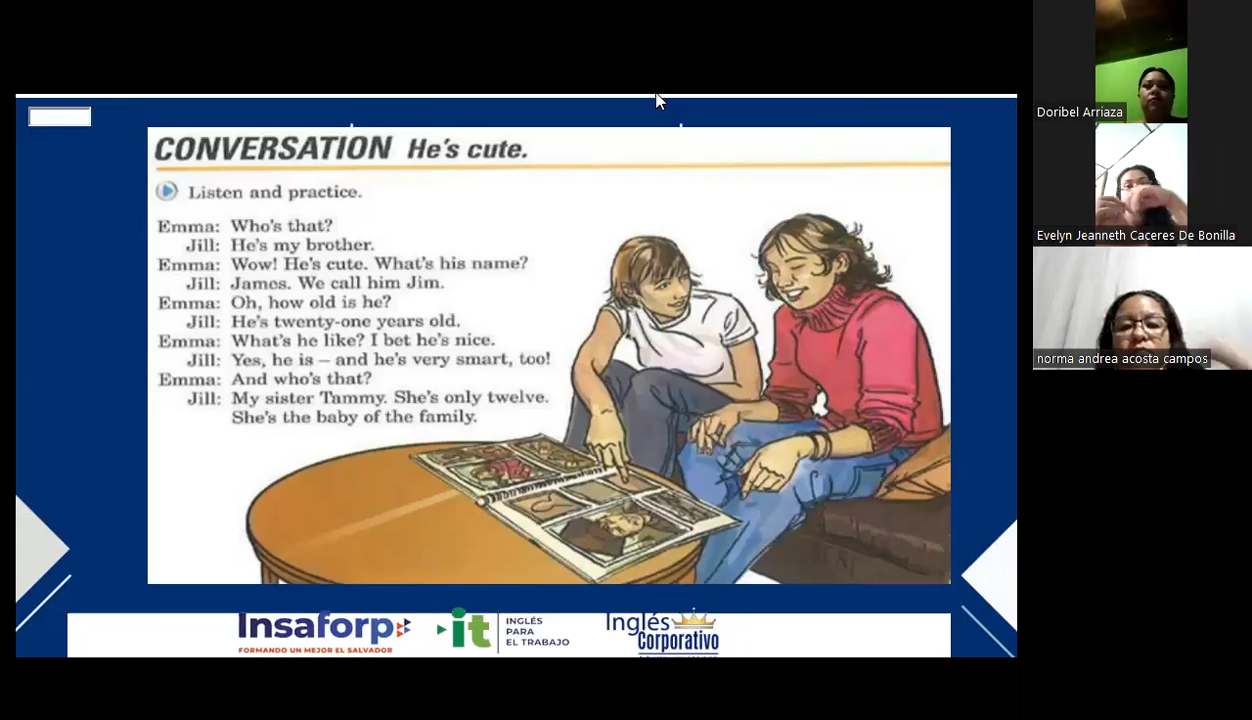 CONVERSATION He's cute.
Listen and practice.
Emma: Who's that?
Jill: He's my brother.
Emma: Wow! He's cute. What's his name?
Jill: James. We call him Jim.
Emma: Oh, how old is he?
Jill: He's twenty-one years old.
Emma: What's he like? I bet he's nice.
Jill: Yes, he is – and he's very smart, too!
Emma: And who's that?
Jill: My sister Tammy. She's only twelve.
She's the baby of the family.
Insaforp
FORMANDO UN MEJOR EL SALVADOR
it
INGLÉS
PARA
EL TRABAJO
Inglés
Corporativo
Doribel Arriaza
Evelyn Jeanneth Caceres De Bonilla
norma andrea acosta campos